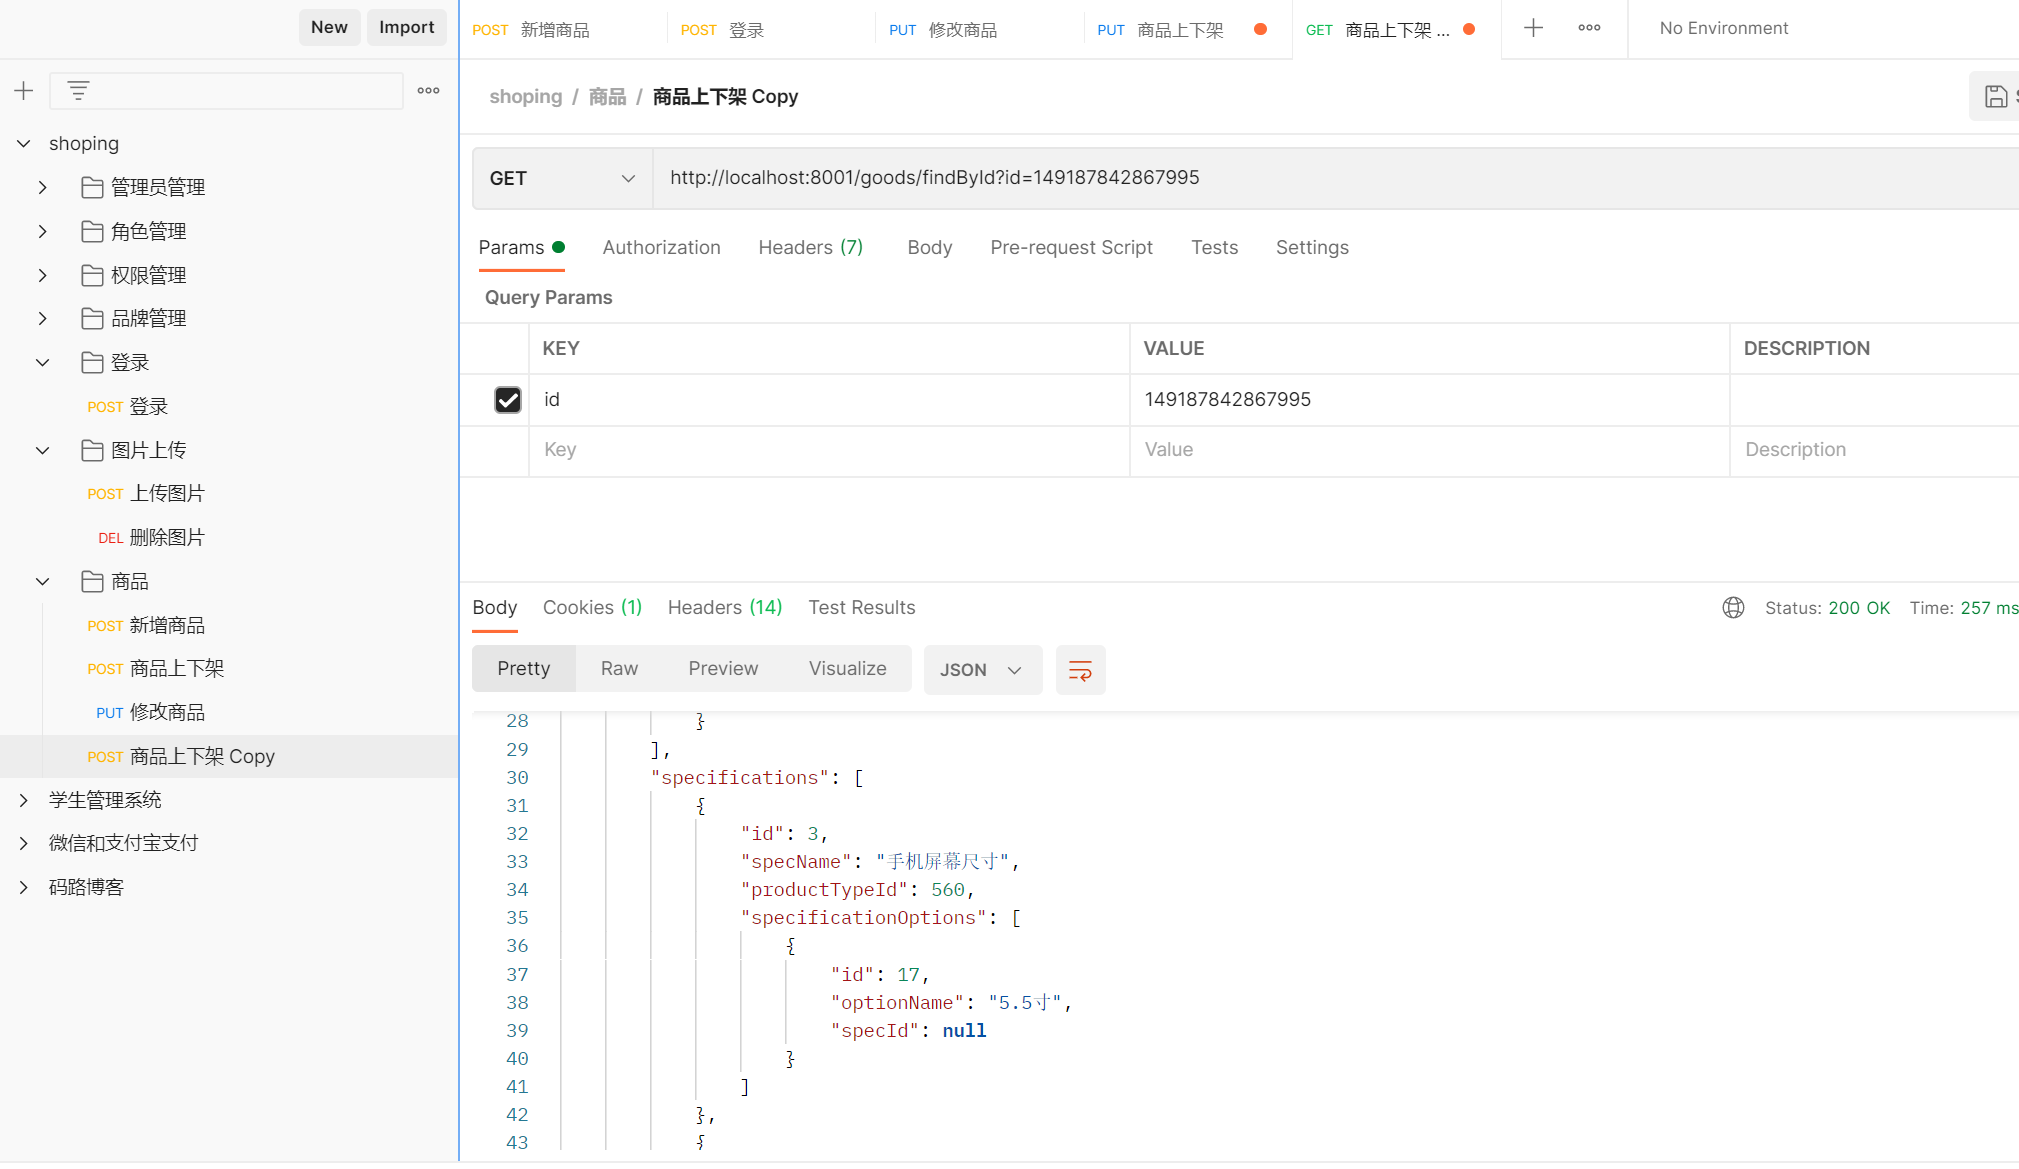 New Import
POST 新增商品 POST 登录 PUT 修改商品 PUT 商品上下架 GET 商品上下架 ... No Environment
shoping / 商品 / 商品上下架 Copy
GET http://localhost:8001/goods/findById?id=149187842867995
Params Authorization Headers (7) Body Pre-request Script Tests Settings
Query Params
KEY VALUE DESCRIPTION
id 149187842867995
Key Value Description
shoping
管理员管理
角色管理
权限管理
品牌管理
登录
POST 登录
图片上传
POST 上传图片
DEL 删除图片
商品
POST 新增商品
POST 商品上下架
PUT 修改商品
POST 商品上下架 Copy
学生管理系统
微信和支付宝支付
码路博客
Body Cookies (1) Headers (14) Test Results Status: 200 OK Time: 257 ms
Pretty Raw Preview Visualize JSON
28 }
29 ],
30 "specifications": [
31 {
32 "id": 3,
33 "specName": "手机屏幕尺寸",
34 "productTypeId": 560,
35 "specificationOptions": [
36 {
37 "id": 17,
38 "optionName": "5.5寸",
39 "specId": null
40 }
41 ]
42 },
43 {